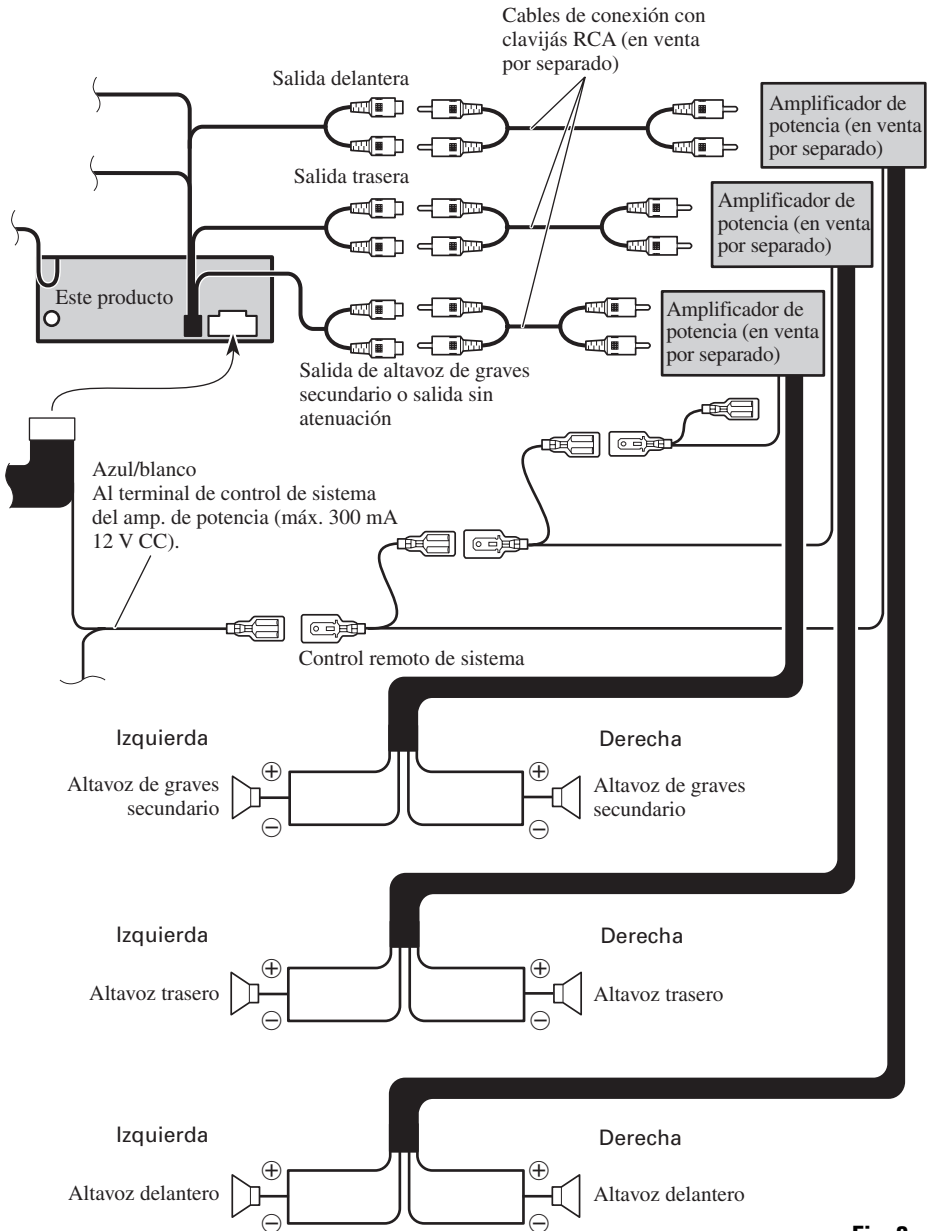 Cables de conexión con
clavijás RCA (en venta
por separado)
Salida delantera
Amplificador de
potencia (en venta
por separado)
Salida trasera
Amplificador de
potencia (en venta
por separado)
Este producto
Amplificador de
potencia (en venta
por separado)
Salida de altavoz de graves
secundario o salida sin
atenuación
Azul/blanco
Al terminal de control de sistema
del amp. de potencia (máx. 300 mA
12 V CC).
Control remoto de sistema
Izquierda
Derecha
Altavoz de graves
secundario
⊕
⊖
⊕
⊖
Altavoz de graves
secundario
Izquierda
Derecha
Altavoz trasero
⊕
⊖
⊕
⊖
Altavoz trasero
Izquierda
Derecha
Altavoz delantero
⊕
⊖
⊕
⊖
Altavoz delantero